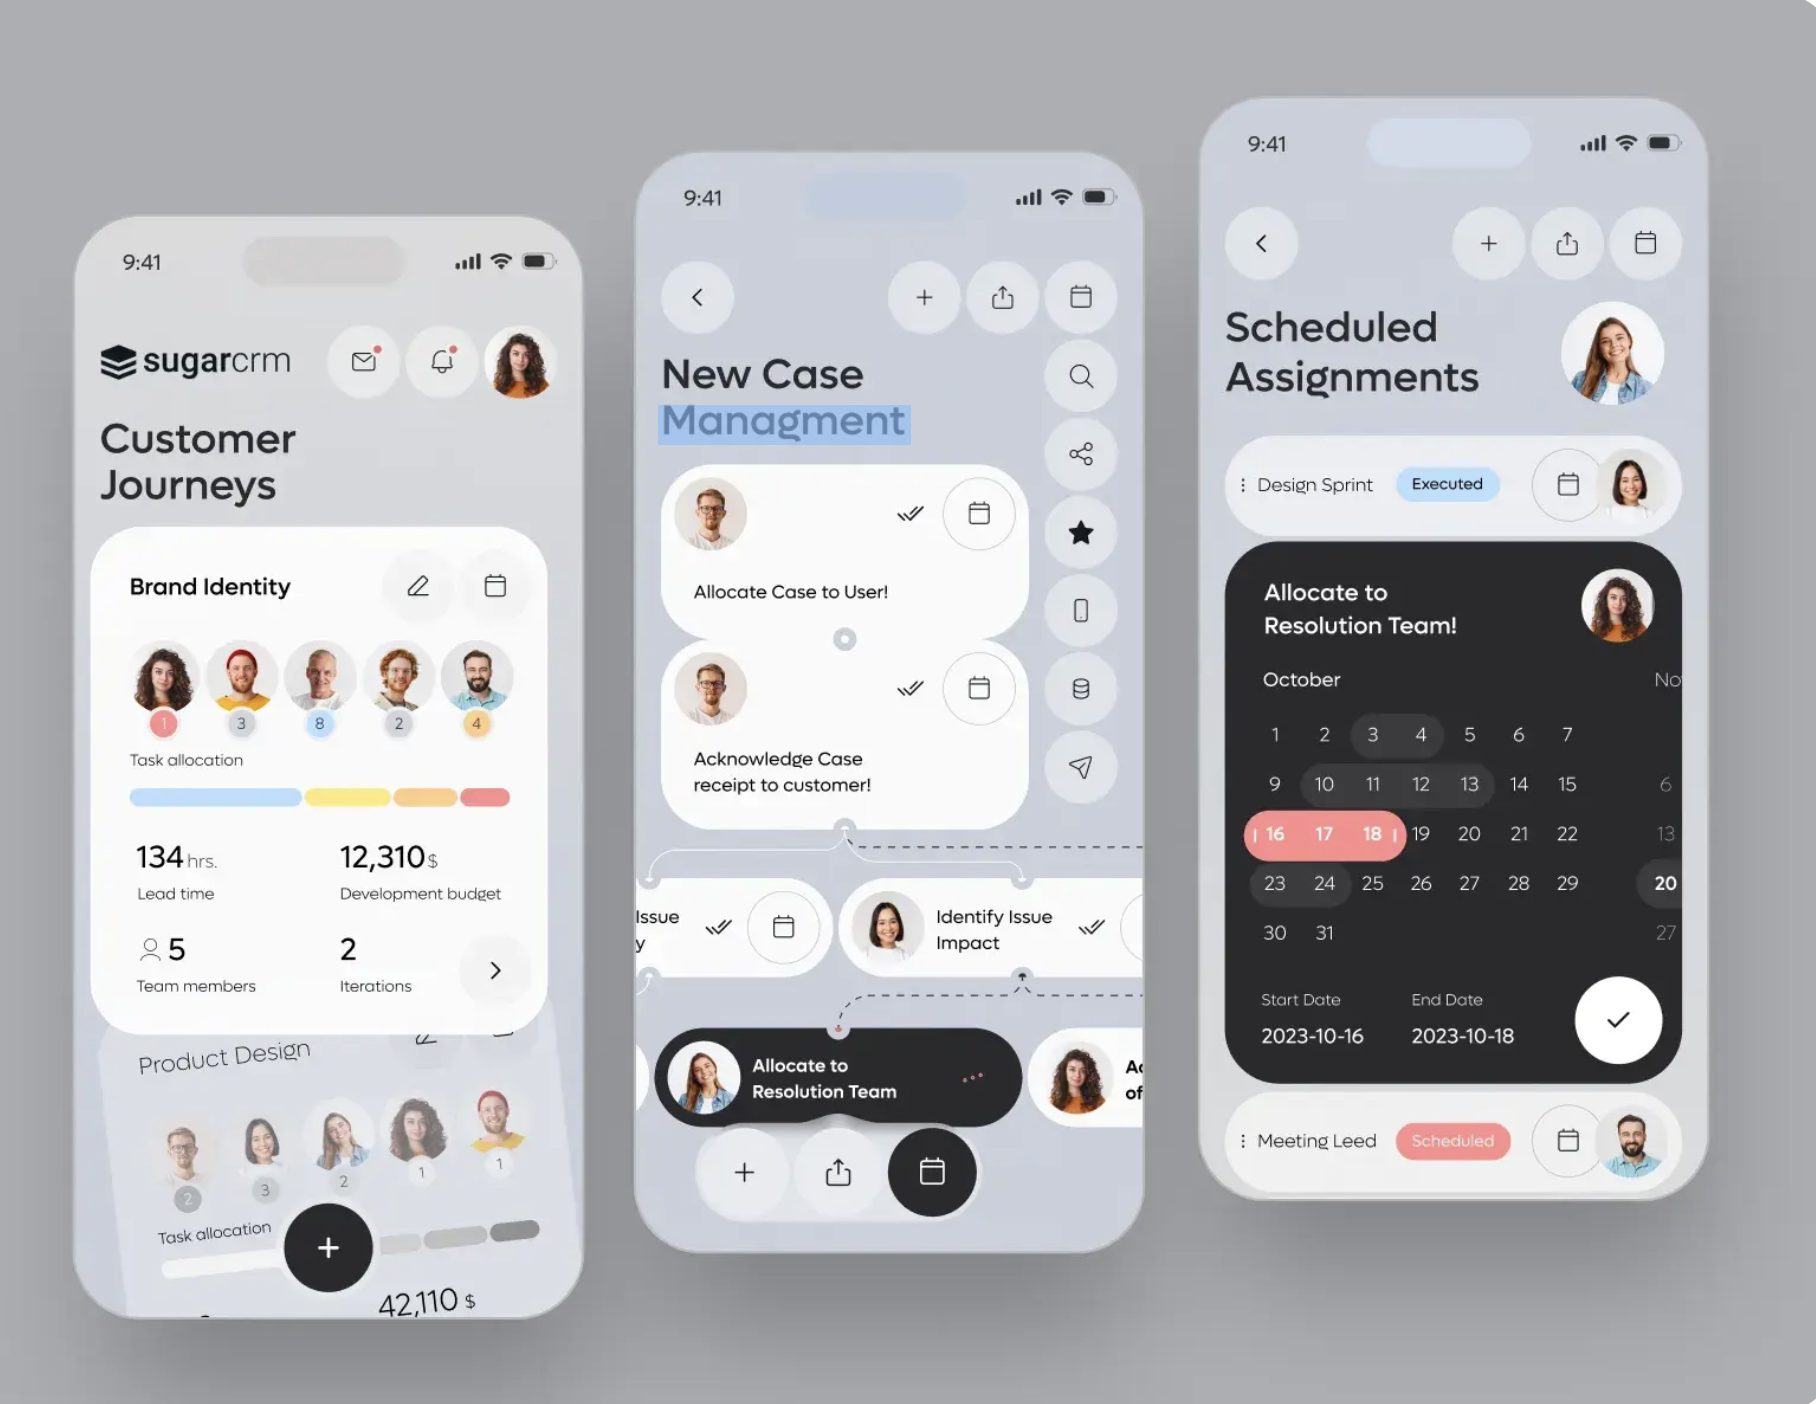 9:41
sugarcrm
Customer
Journeys
Brand Identity
1 3 8 2 4
Task allocation
134 hrs.
Lead time
12,310 $
Development budget
5
Team members
2
Iterations
Product Design
2 3 2 1 1
Task allocation
42,110 $
9:41
New Case
Managment
Allocate Case to User!
Acknowledge Case
receipt to customer!
Issue
y
Identify Issue
Impact
Allocate to
Resolution Team
of
9:41
Scheduled
Assignments
Design Sprint Executed
Allocate to
Resolution Team!
October
1 2 3 4 5 6 7
9 10 11 12 13 14 15 6
16 17 18 19 20 21 22 13
23 24 25 26 27 28 29 20
30 31 27
Start Date End Date
2023-10-16 2023-10-18
Meeting Leed Scheduled